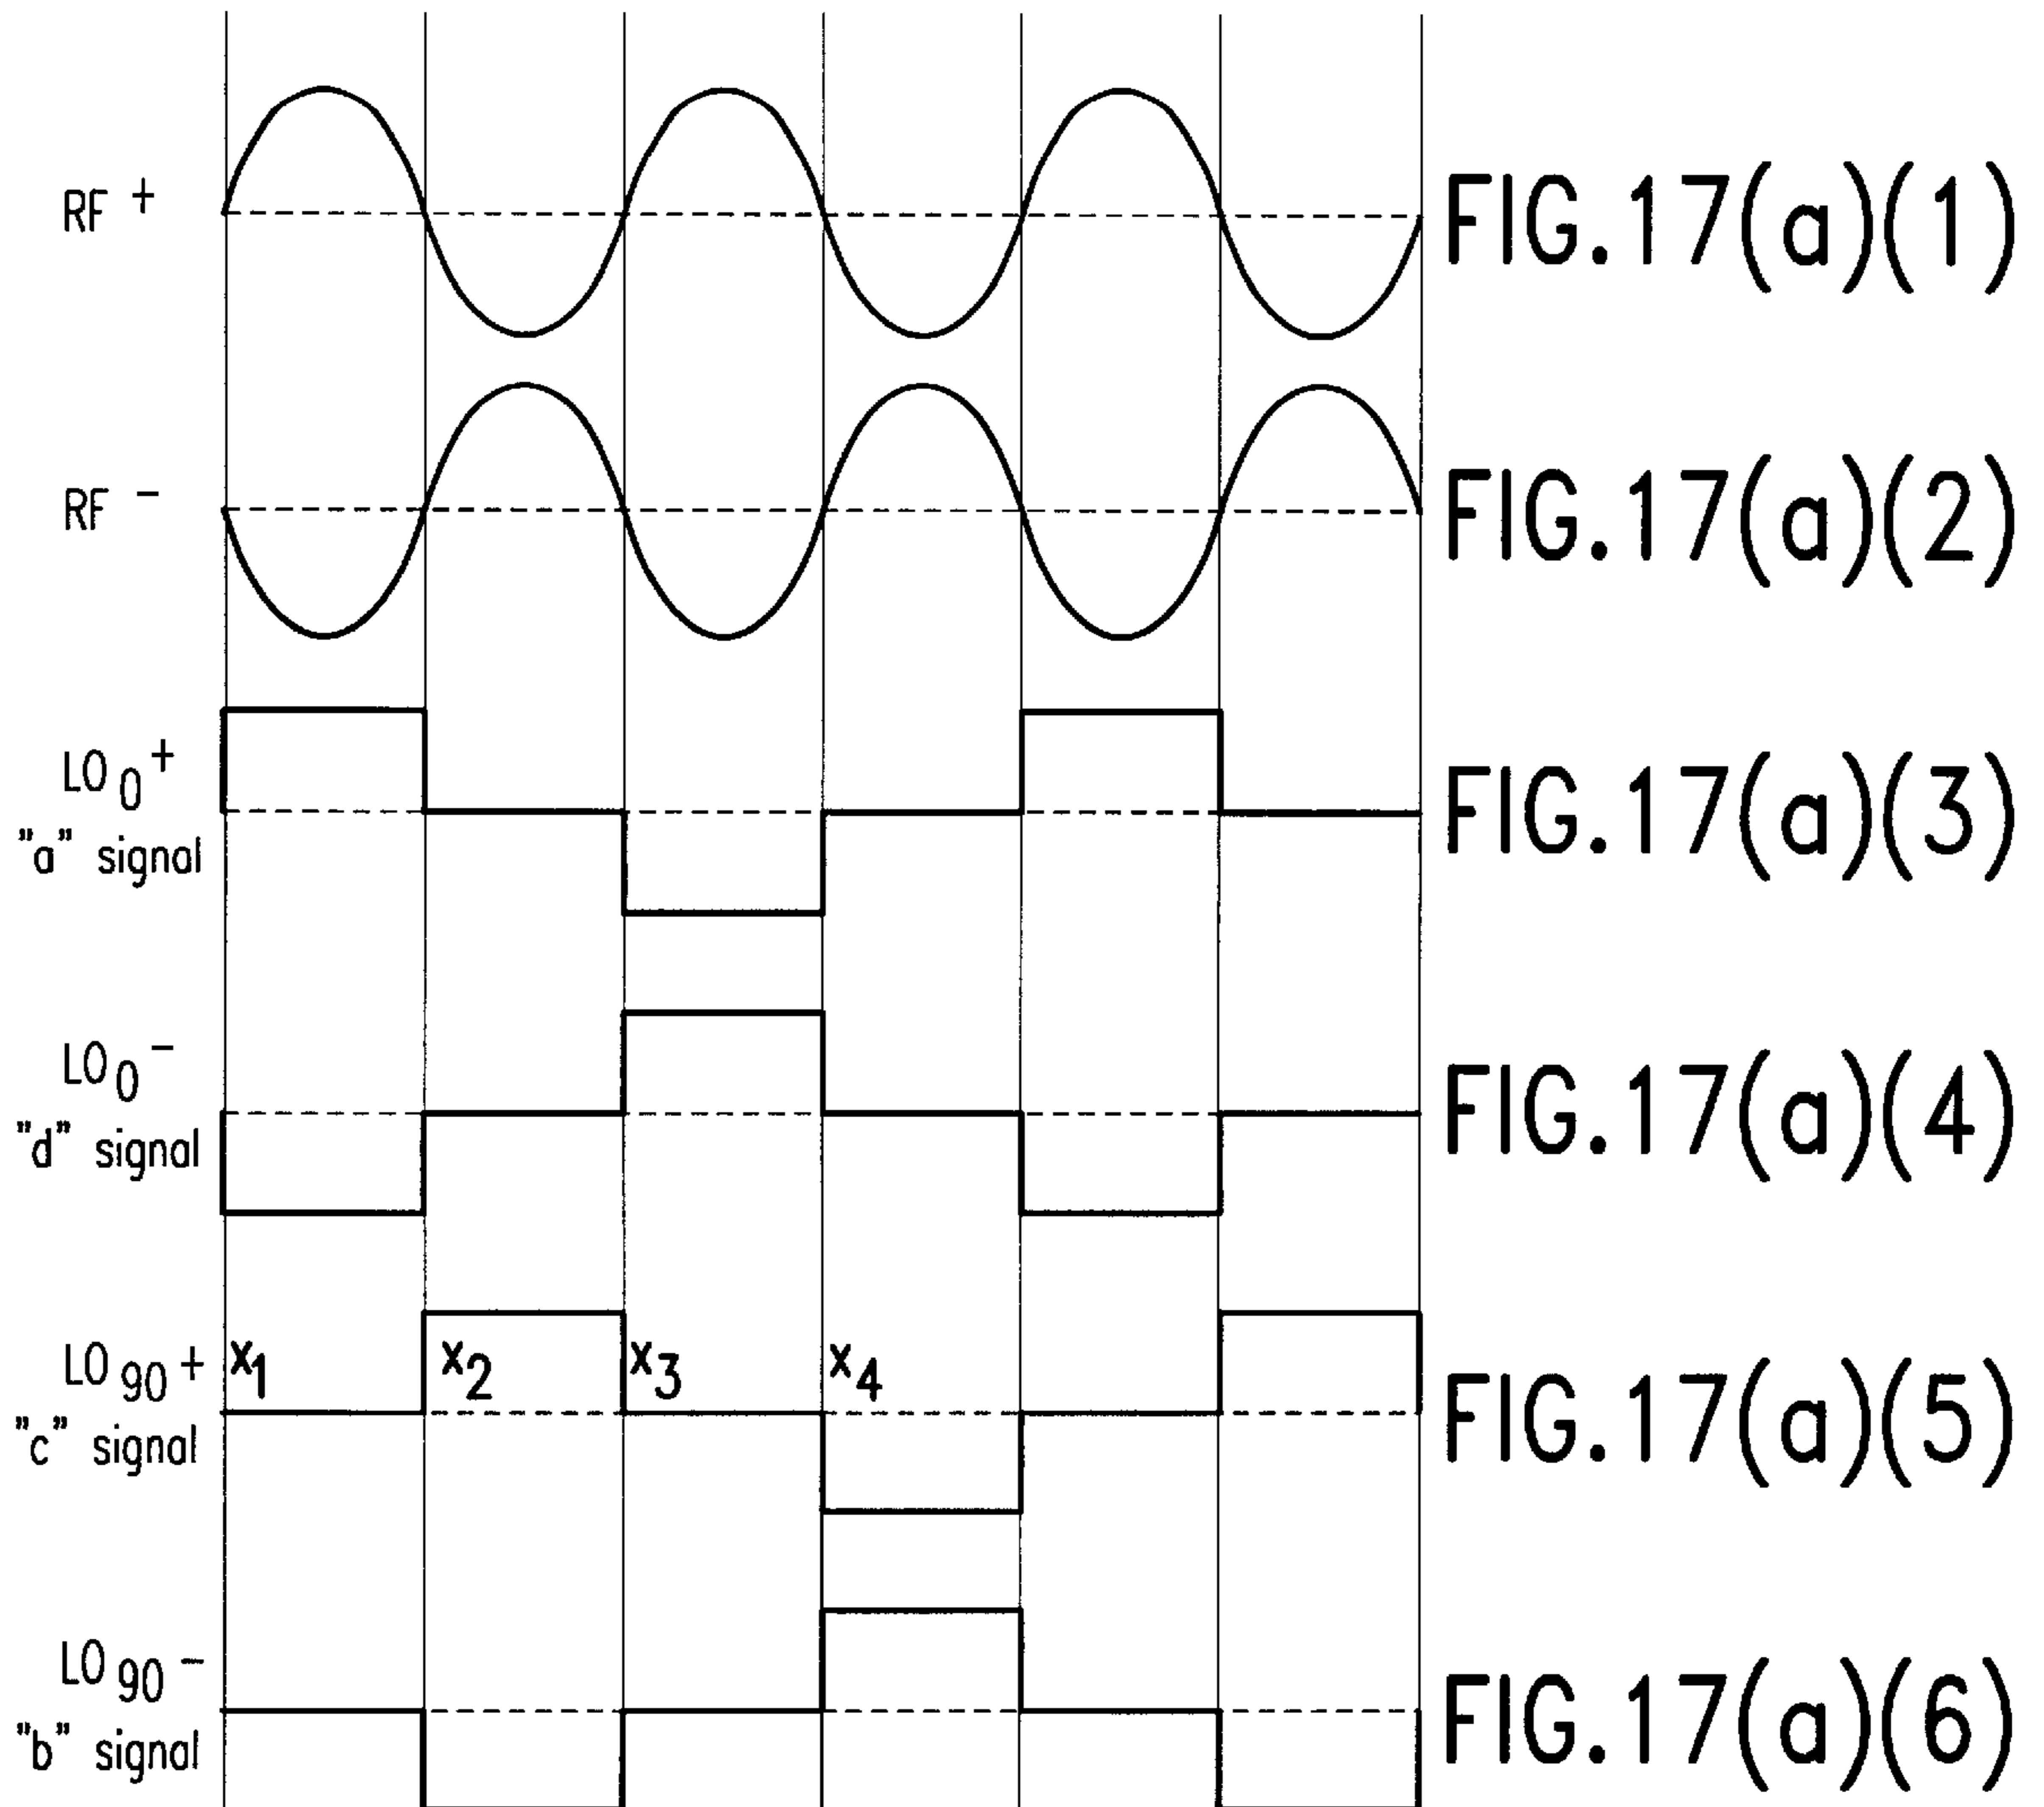 RF +
FIG.17(a)(1)
RF -
FIG.17(a)(2)
LO 0 +
"a" signal
FIG.17(a)(3)
LO 0 -
"d" signal
FIG.17(a)(4)
LO 90 +
"c" signal
x1 x2 x3 x4
FIG.17(a)(5)
LO 90 -
"b" signal
FIG.17(a)(6)